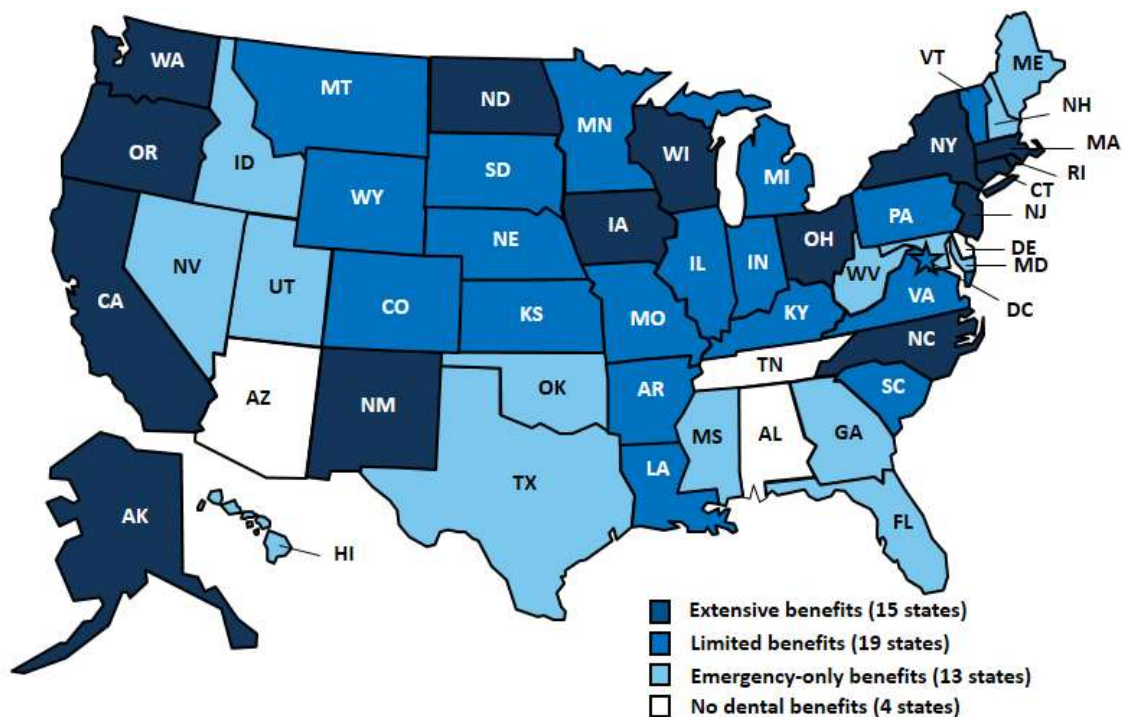 WA
MT
ND
MN
VT
ME
NH
OR
ID
SD
WI
MI
NY
MA
RI
CT
WY
NJ
IA
PA
NE
OH
DE
NV
UT
IL
IN
WV
MD
CA
CO
KS
MO
KY
VA
DC
NC
TN
AZ
NM
OK
AR
SC
MS
AL
GA
LA
TX
AK
FL
HI
Extensive benefits (15 states)
Limited benefits (19 states)
Emergency-only benefits (13 states)
No dental benefits (4 states)